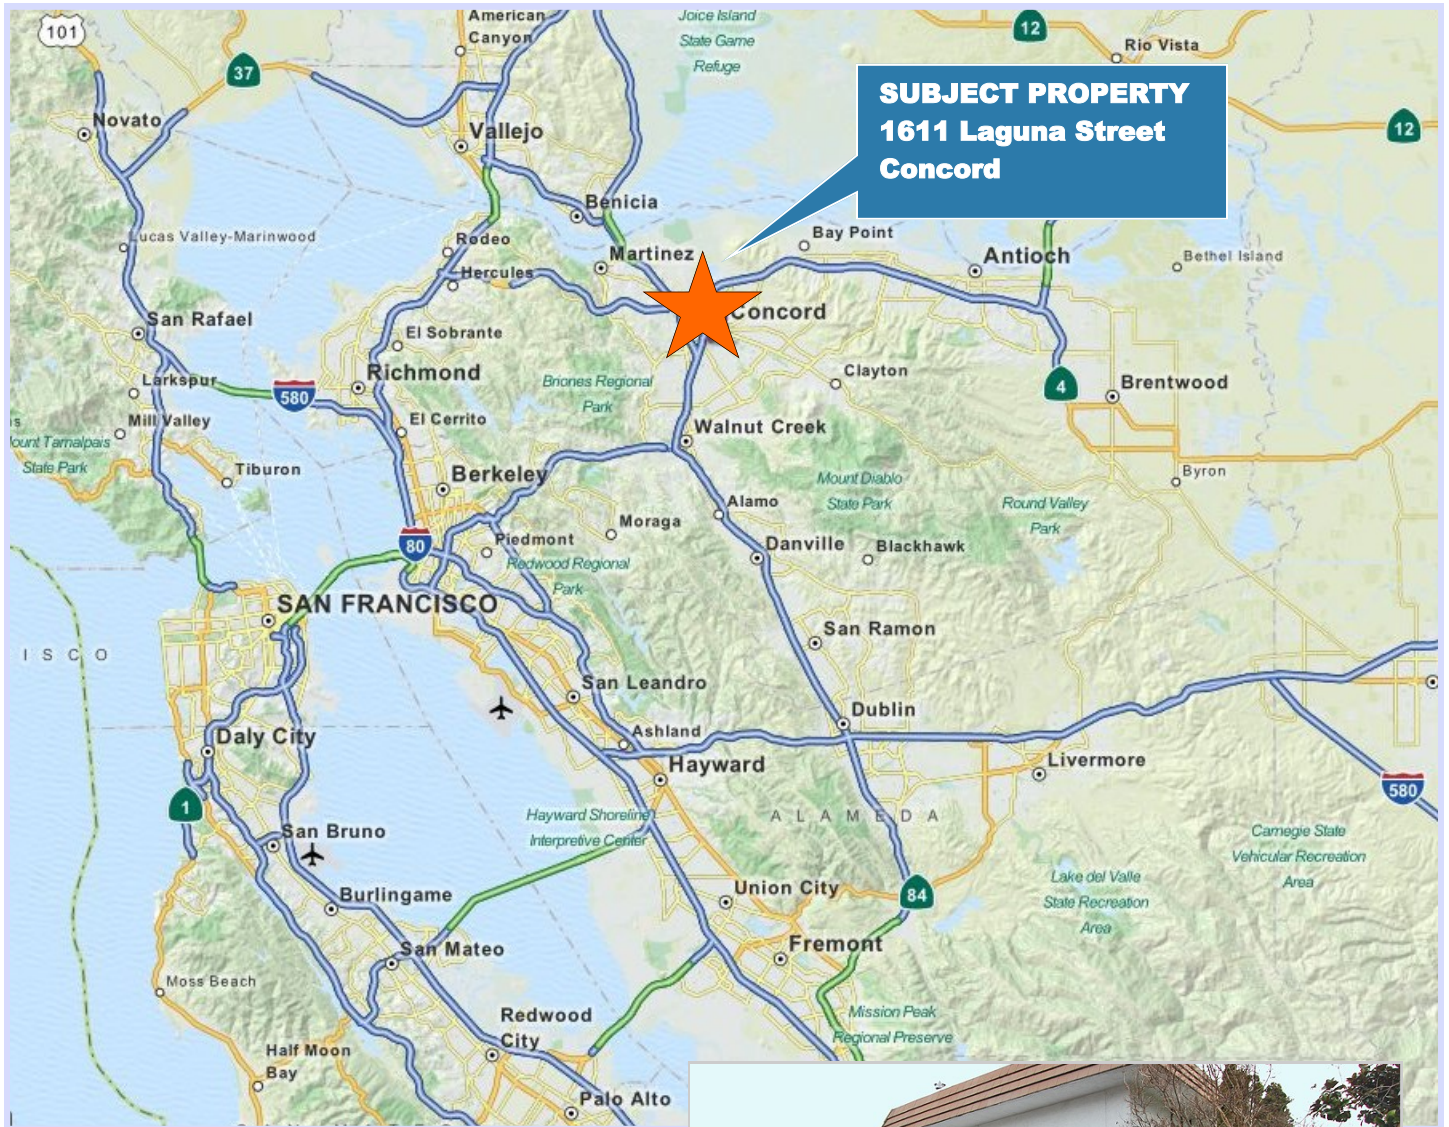 101
American
Canyon
Joice Island
State Game
Refuge
12
Rio Vista
37
SUBJECT PROPERTY
1611 Laguna Street
Concord
12
Novato
Vallejo
Benicia
Lucas Valley-Marinwood
Rodeo
Martinez
Bay Point
Antioch
Bethel Island
Hercules
San Rafael
El Sobrante
Concord
Larkspur
580
Richmond
Briones Regional
Park
Clayton
4
Brentwood
Mill Valley
El Cerrito
Walnut Creek
ount Tamalpais
State Park
Tiburon
Berkeley
Mount Diablo
State Park
Byron
Alamo
Round Valley
Park
Moraga
80
Piedmont
Danville
Blackhawk
Redwood Regional
Park
SAN FRANCISCO
San Ramon
ISCO
San Leandro
Dublin
Daly City
Ashland
Hayward
Livermore
1
580
Hayward Shoreline
Interpretive Center
ALAMEDA
San Bruno
Carnegie State
Vehicular Recreation
Area
Burlingame
Union City
84
Lake del Valle
State Recreation
Area
San Mateo
Fremont
Moss Beach
Redwood
City
Mission Peak
Regional Preserve
Half Moon
Bay
Palo Alto